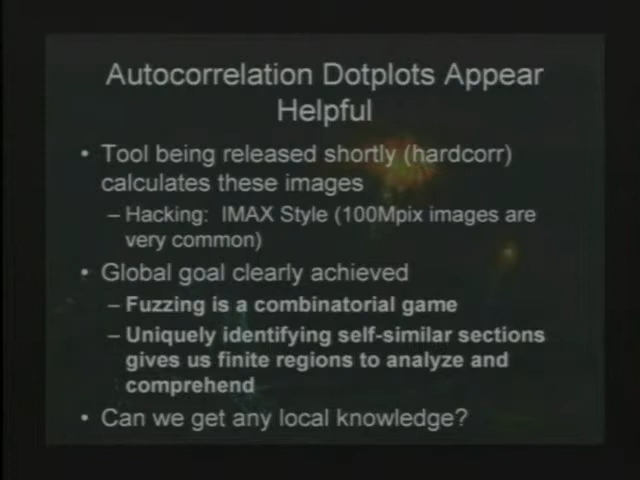 Autocorrelation Dotplots Appear
Helpful
• Tool being released shortly (hardcorr)
calculates these images
– Hacking: IMAX Style (100Mpix images are
very common)
• Global goal clearly achieved
– Fuzzing is a combinatorial game
– Uniquely identifying self-similar sections
gives us finite regions to analyze and
comprehend
• Can we get any local knowledge?